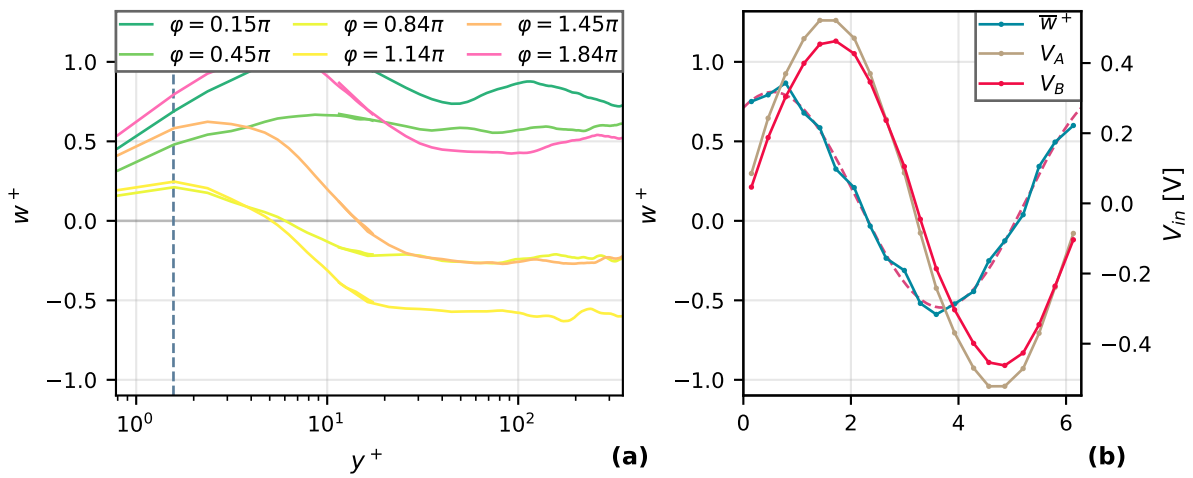 φ = 0.15π φ = 0.84π φ = 1.45π
φ = 0.45π φ = 1.14π φ = 1.84π
1.0
0.5
0.0
−0.5
−1.0
w⁺
10⁰ 10¹ 10²
y⁺
(a)
w̅⁺
V_A
V_B
1.0
0.5
0.0
−0.5
−1.0
w⁺
0.4
0.2
0.0
−0.2
−0.4
V_in [V]
0 2 4 6
(b)